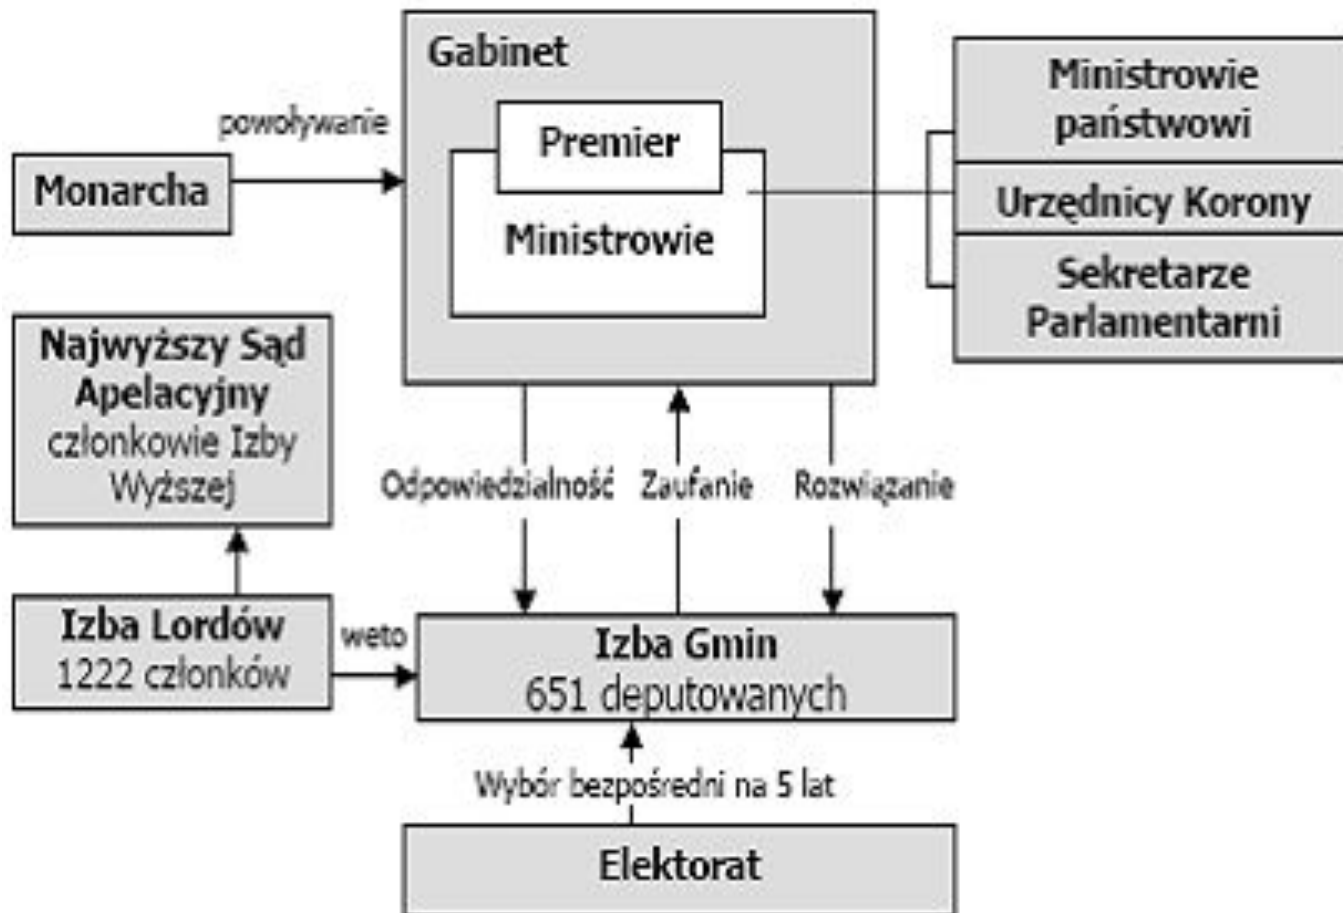 Gabinet
Premier
Ministrowie
powoływanie
Monarcha
Ministrowie
państwowi
Urzędnicy Korony
Sekretarze
Parlamentarni
Najwyższy Sąd
Apelacyjny
członkowie Izby
Wyższej
Odpowiedzialność
Zaufanie
Rozwiązanie
Izba Lordów
1222 członków
weto
Izba Gmin
651 deputowanych
Wybór bezpośredni na 5 lat
Elektorat